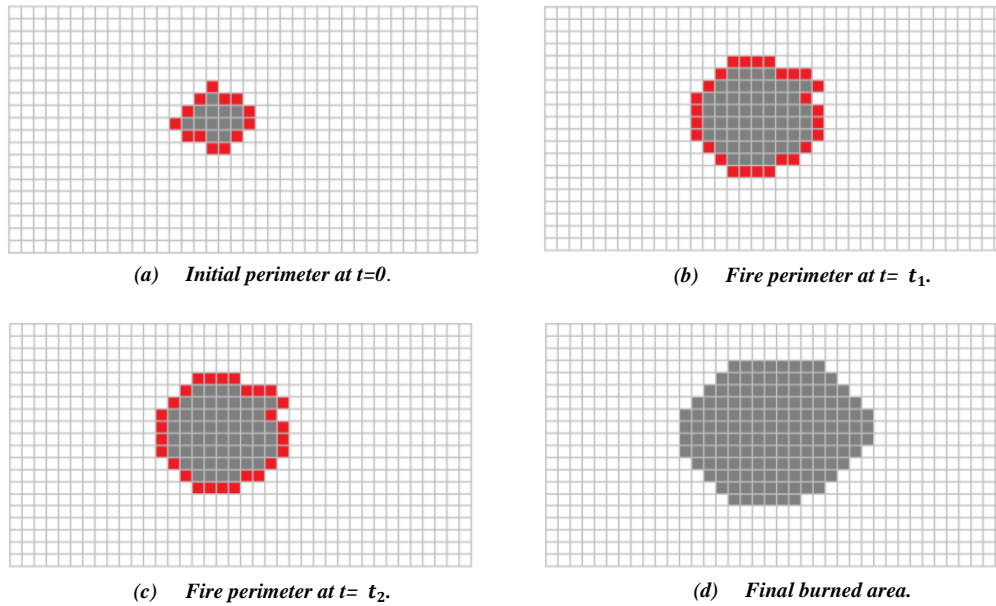 (a) Initial perimeter at t=0.
(b) Fire perimeter at t= t₁.
(c) Fire perimeter at t= t₂.
(d) Final burned area.